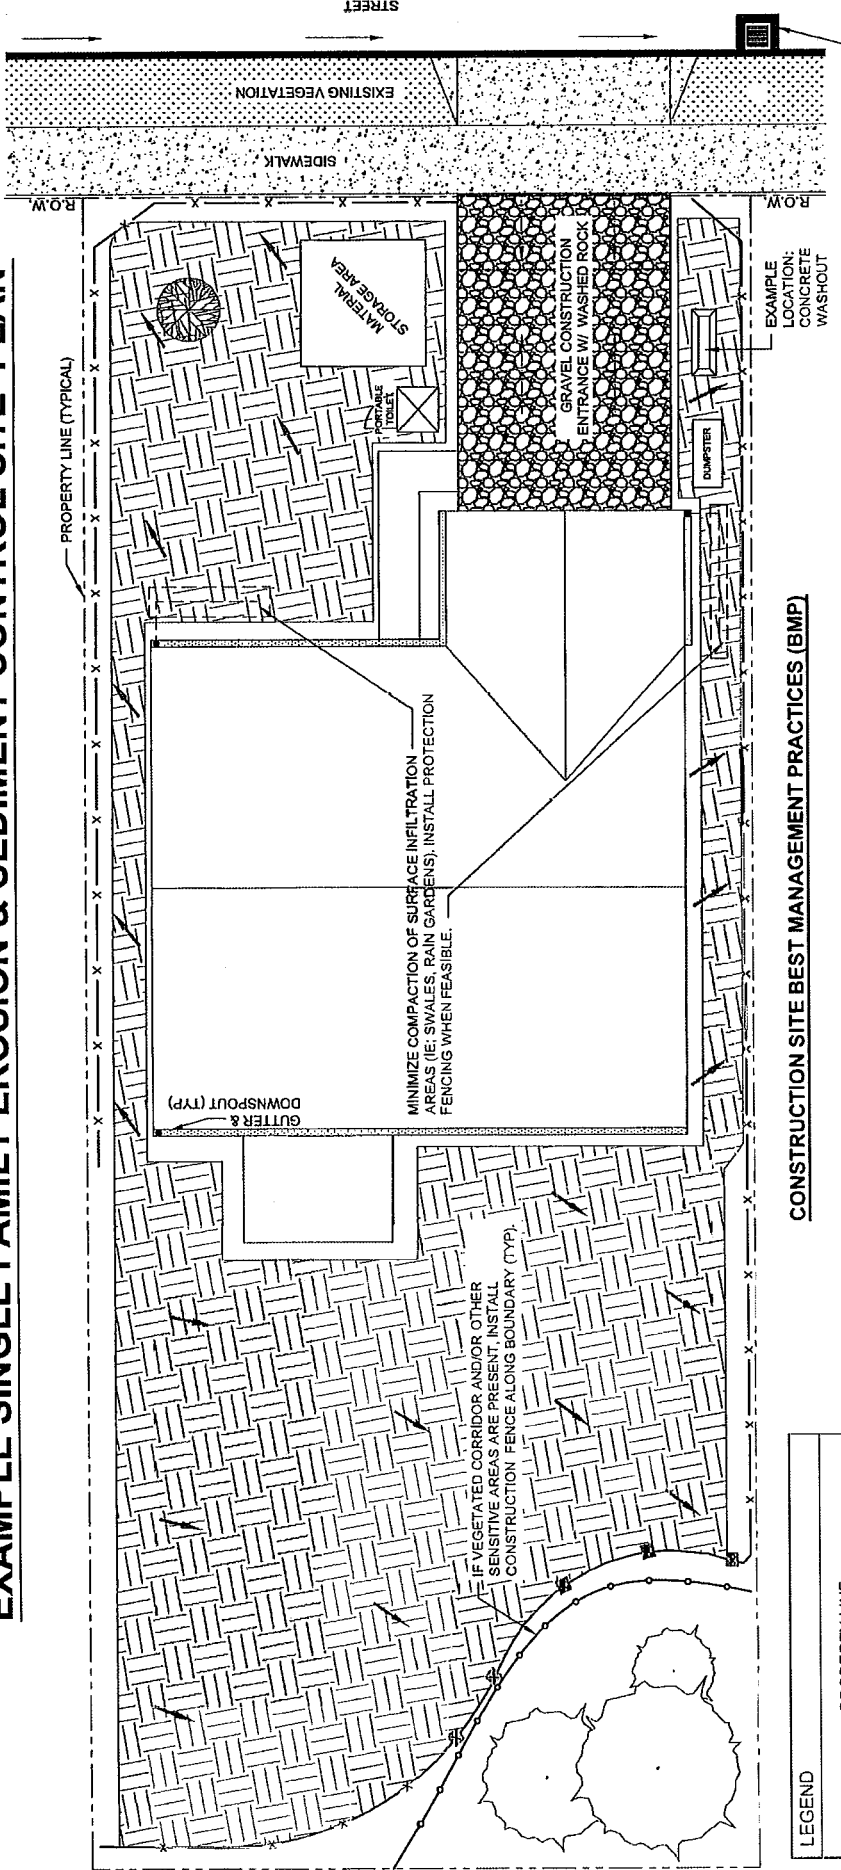 EXAMPLE SINGLE FAMILY EROSION & SEDIMENT CONTROL SITE PLAN
PROPERTY LINE (TYPICAL)
STREET
EXISTING VEGETATION
SIDEWALK
R.O.W.
R.O.W.
MATERIAL
STORAGE AREA
PORTABLE
TOILET
GRAVEL CONSTRUCTION
ENTRANCE W/ WASHED ROCK
EXAMPLE
LOCATION:
CONCRETE
WASHOUT
DUMPSTER
MINIMIZE COMPACTION OF SURFACE INFILTRATION
AREAS (IE: SWALES, RAIN GARDENS). INSTALL PROTECTION
FENCING WHEN FEASIBLE.
GUTTER &
DOWNSPOUT (TYP)
IF VEGETATED CORRIDOR AND/OR OTHER
SENSITIVE AREAS ARE PRESENT, INSTALL
CONSTRUCTION FENCE ALONG BOUNDARY (TYP).
CONSTRUCTION SITE BEST MANAGEMENT PRACTICES (BMP)
LEGEND